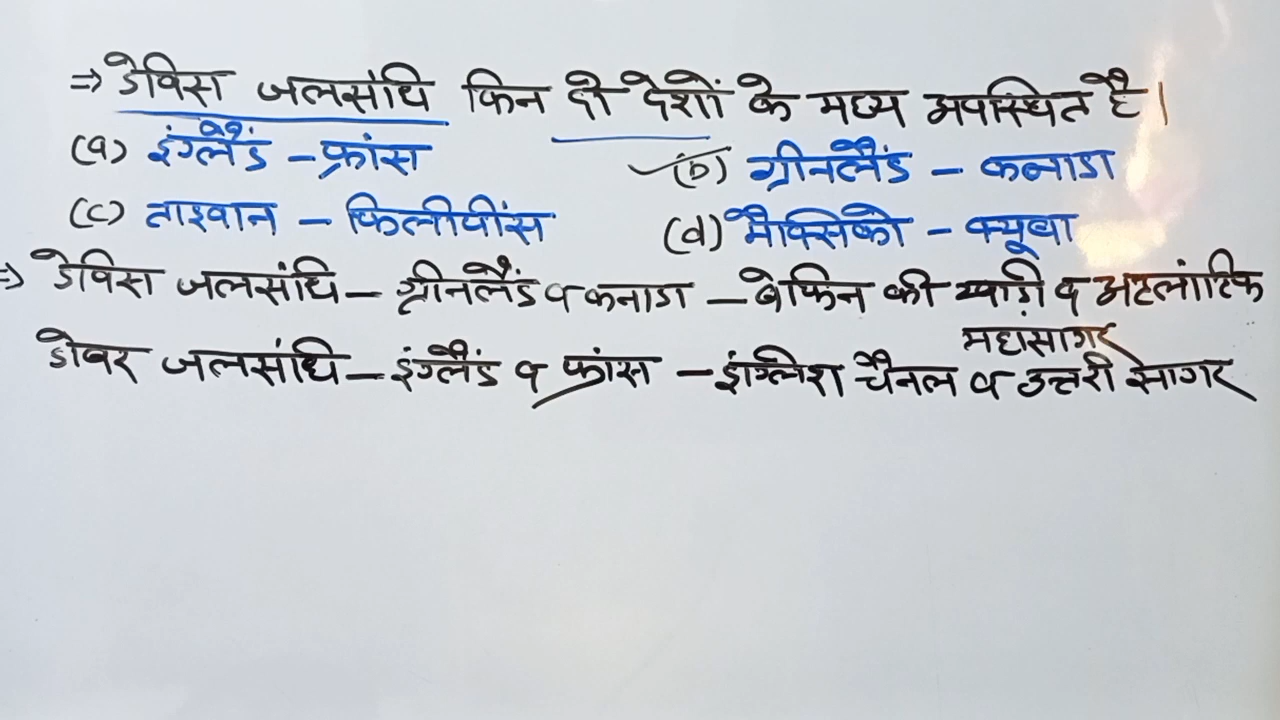 ⇒ डेविस जलसंधि किन दो देशों के मध्य अवस्थित है।
(a) इंग्लैंड – फ्रांस (b) ग्रीनलैंड – कनाडा
(c) ताइवान – फिलीपींस (d) मैक्सिको – क्यूबा
⇒ डेविस जलसंधि – ग्रीनलैंड व कनाडा – बेफिन की खाड़ी व अटलांटिक
महासागर
डोवर जलसंधि – इंग्लैंड व फ्रांस – इंग्लिश चैनल व उत्तरी सागर